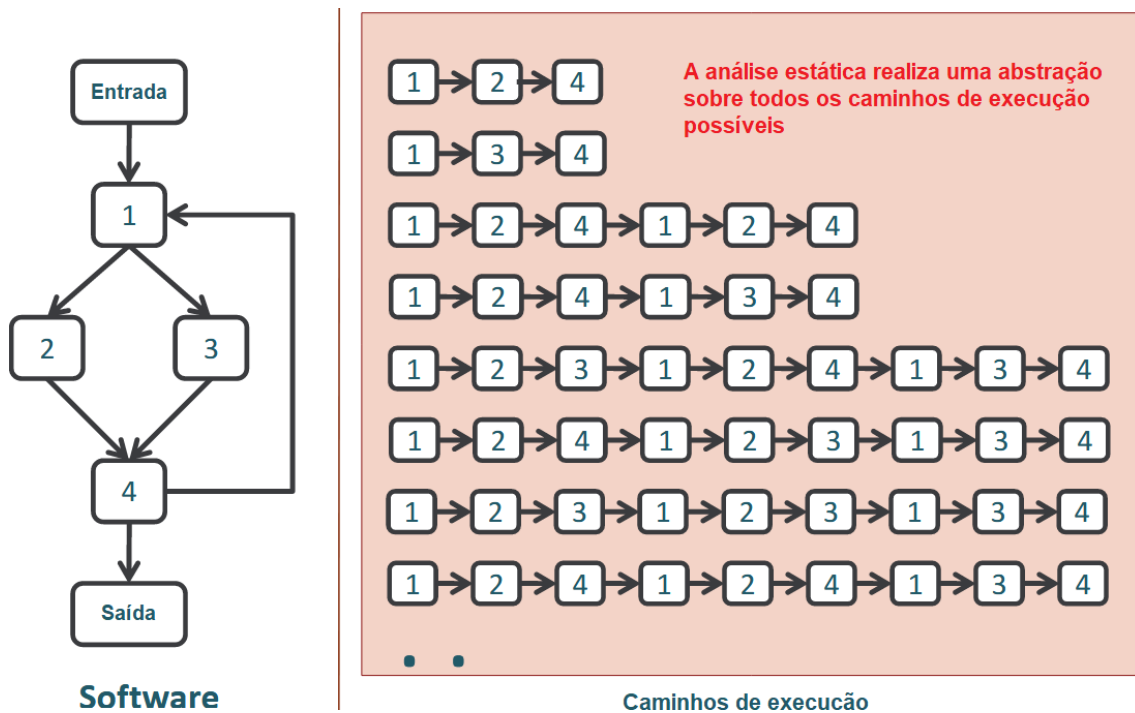 Entrada
1
2 3
4
Saída
Software
1 2 4
A análise estática realiza uma abstração
sobre todos os caminhos de execução
possíveis
1 3 4
1 2 4 1 2 4
1 2 4 1 3 4
1 2 3 1 2 4 1 3 4
1 2 4 1 2 3 1 3 4
1 2 3 1 2 3 1 3 4
1 2 4 1 2 4 1 3 4
Caminhos de execução